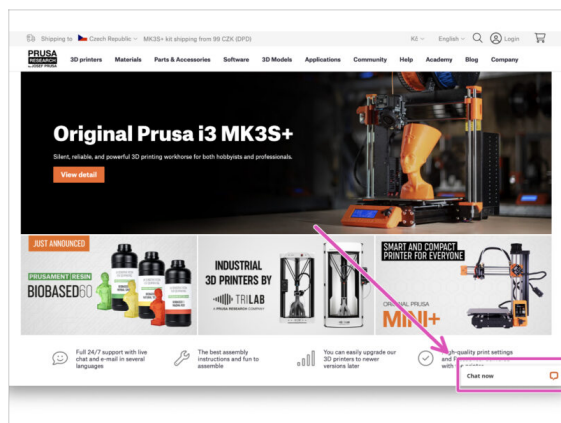 Shipping to Czech Republic MK3S+ kit shipping from 99 CZK (DPD) Kč English Login
PRUSA
RESEARCH
by JOSEF PRUSA
3D printers Materials Parts & Accessories Software 3D Models Applications Community Help Academy Blog Company
Original Prusa i3 MK3S+
Silent, reliable, and powerful 3D printing workhorse for both hobbyists and professionals.
View detail
JUST ANNOUNCED
PRUSAMENT RESIN
BIOBASED60
INDUSTRIAL
3D PRINTERS BY
TRILAB
A PRUSA RESEARCH COMPANY
SMART AND COMPACT
PRINTER FOR EVERYONE
ORIGINAL PRUSA
MINI+
Full 24/7 support with live
chat and e-mail in several
languages
The best assembly
instructions and fun to
assemble
You can easily upgrade our
3D printers to newer
versions later
High-quality print settings
and
with
Chat now